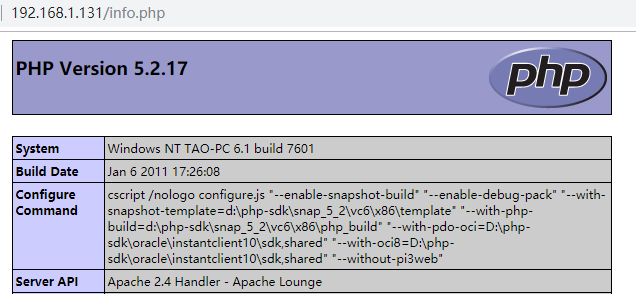 192.168.1.131/info.php
PHP Version 5.2.17
php
System Windows NT TAO-PC 6.1 build 7601
Build Date Jan 6 2011 17:26:08
Configure Command cscript /nologo configure.js "--enable-snapshot-build" "--enable-debug-pack" "--with-
snapshot-template=d:\php-sdk\snap_5_2\vc6\x86\template" "--with-php-
build=d:\php-sdk\snap_5_2\vc6\x86\php_build" "--with-pdo-oci=D:\php-
sdk\oracle\instantclient10\sdk,shared" "--with-oci8=D:\php-
sdk\oracle\instantclient10\sdk,shared" "--without-pi3web"
Server API Apache 2.4 Handler - Apache Lounge